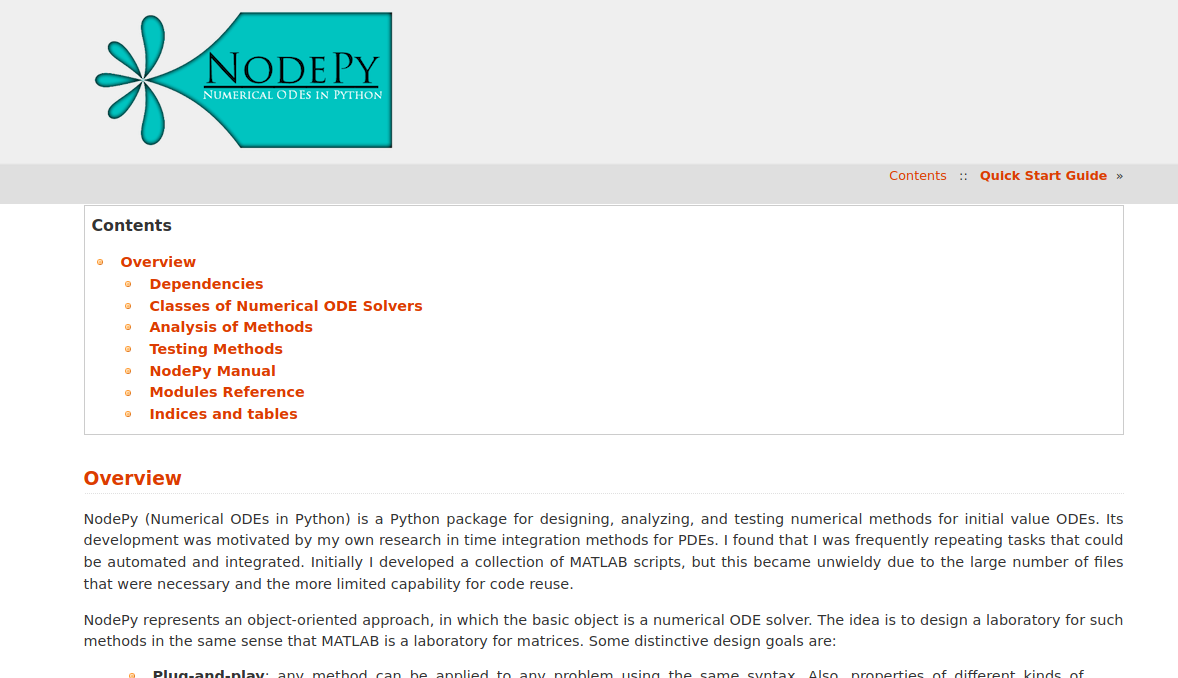 NODEPY
NUMERICAL ODES IN PYTHON
Contents :: Quick Start Guide »
Contents
Overview
Dependencies
Classes of Numerical ODE Solvers
Analysis of Methods
Testing Methods
NodePy Manual
Modules Reference
Indices and tables
Overview
NodePy (Numerical ODEs in Python) is a Python package for designing, analyzing, and testing numerical methods for initial value ODEs. Its
development was motivated by my own research in time integration methods for PDEs. I found that I was frequently repeating tasks that could
be automated and integrated. Initially I developed a collection of MATLAB scripts, but this became unwieldy due to the large number of files
that were necessary and the more limited capability for code reuse.
NodePy represents an object-oriented approach, in which the basic object is a numerical ODE solver. The idea is to design a laboratory for such
methods in the same sense that MATLAB is a laboratory for matrices. Some distinctive design goals are:
Plug-and-play: any method can be applied to any problem using the same syntax. Also, properties of different kinds of